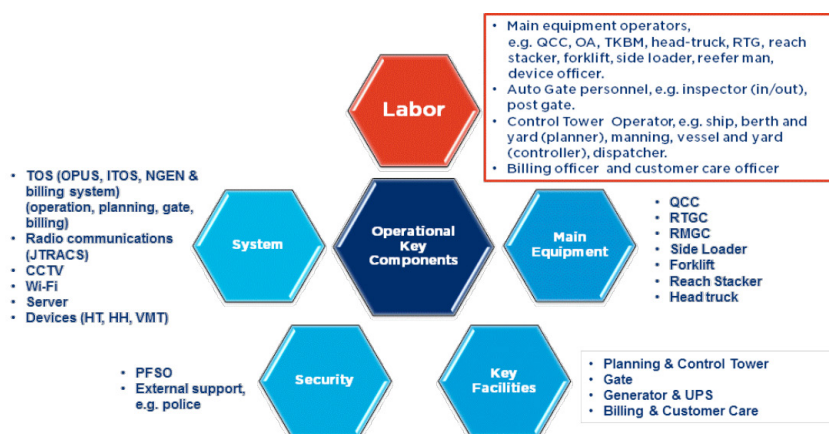 • Main equipment operators,
e.g. QCC, OA, TKBM, head-truck, RTG, reach
stacker, forklift, side loader, reefer man,
device officer.
• Auto Gate personnel, e.g. inspector (in/out),
post gate.
• Control Tower Operator, e.g. ship, berth and
yard (planner), manning, vessel and yard
(controller), dispatcher.
• Billing officer and customer care officer
Labor
• TOS (OPUS, ITOS, NGEN &
billing system)
(operation, planning, gate,
billing)
• Radio communications
(JTRACS)
• CCTV
• Wi-Fi
• Server
• Devices (HT, HH, VMT)
System
Operational
Key
Components
Main
Equipment
• QCC
• RTGC
• RMGC
• Side Loader
• Forklift
• Reach Stacker
• Head truck
• PFSO
• External support,
e.g. police
Security
Key
Facilities
• Planning & Control Tower
• Gate
• Generator & UPS
• Billing & Customer Care